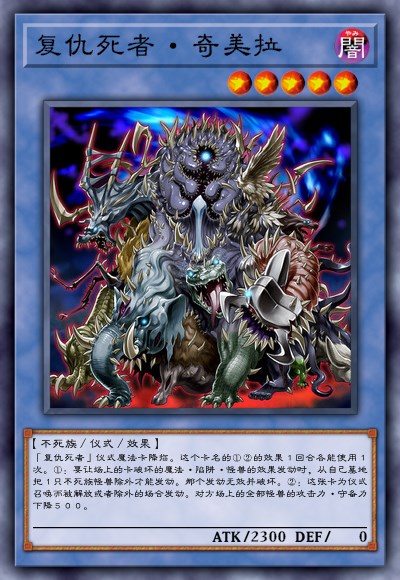 复仇死者·奇美拉
やみ
闇
【不死族/仪式/效果】
「复仇死者」仪式魔法卡降临。这个卡名的①②的效果1回合各能使用1
次。①：要让场上的卡破坏的魔法·陷阱·怪兽的效果发动时，从自己墓地
把1只不死族怪兽除外才能发动。那个发动无效并破坏。②：这张卡为仪式
召唤而被解放或者除外的场合发动。对方场上的全部怪兽的攻击力·守备力
下降500。
ATK/2300 DEF/ 0